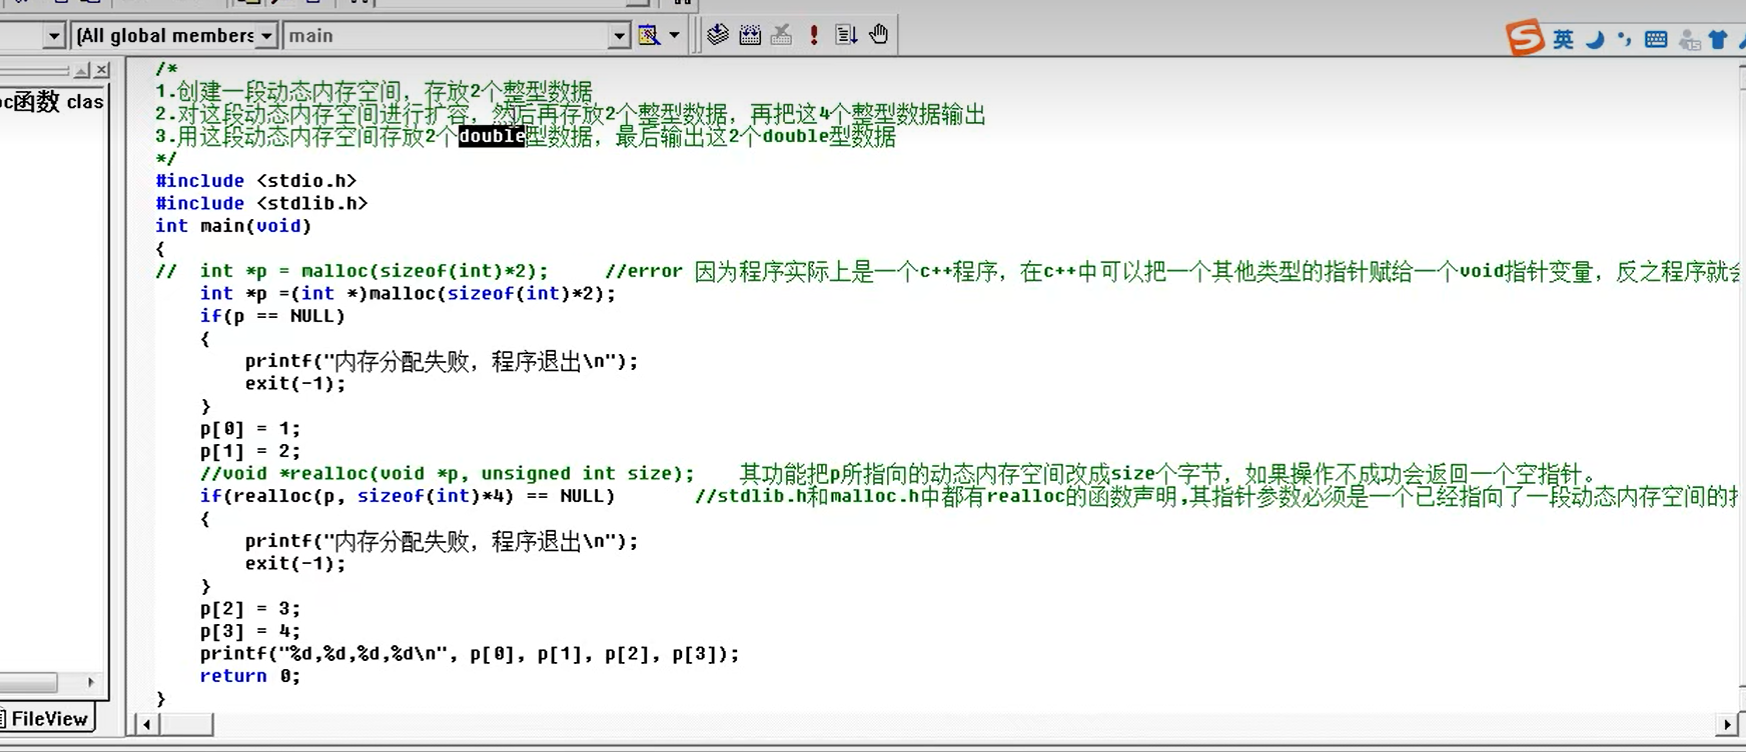 (All global members main
英
oc函数 clas
/*
1.创建一段动态内存空间，存放2个整型数据
2.对这段动态内存空间进行扩容，然后再存放2个整型数据，再把这4个整型数据输出
3.用这段动态内存空间存放2个double型数据，最后输出这2个double型数据
*/
#include <stdio.h>
#include <stdlib.h>
int main(void)
{
//  int *p = malloc(sizeof(int)*2);     //error 因为程序实际上是一个c++程序，在c++中可以把一个其他类型的指针赋给一个void指针变量，反之程序就会
    int *p =(int *)malloc(sizeof(int)*2);
    if(p == NULL)
    {
        printf("内存分配失败，程序退出\n");
        exit(-1);
    }
    p[0] = 1;
    p[1] = 2;
    //void *realloc(void *p, unsigned int size);    其功能把p所指向的动态内存空间改成size个字节，如果操作不成功会返回一个空指针。
    if(realloc(p, sizeof(int)*4) == NULL)       //stdlib.h和malloc.h中都有realloc的函数声明,其指针参数必须是一个已经指向了一段动态内存空间的
    {
        printf("内存分配失败，程序退出\n");
        exit(-1);
    }
    p[2] = 3;
    p[3] = 4;
    printf("%d,%d,%d,%d\n", p[0], p[1], p[2], p[3]);
    return 0;
}
FileView